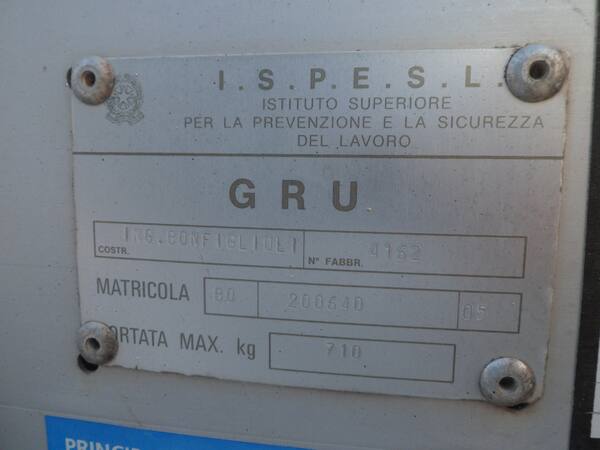 I.S.P.E.S.L.
ISTITUTO SUPERIORE
PER LA PREVENZIONE E LA SICUREZZA
DEL LAVORO
GRU
COSTR. ING.BONFIGLIOLI N° FABBR. 4162
MATRICOLA BO 200640 05
PORTATA MAX. kg 710